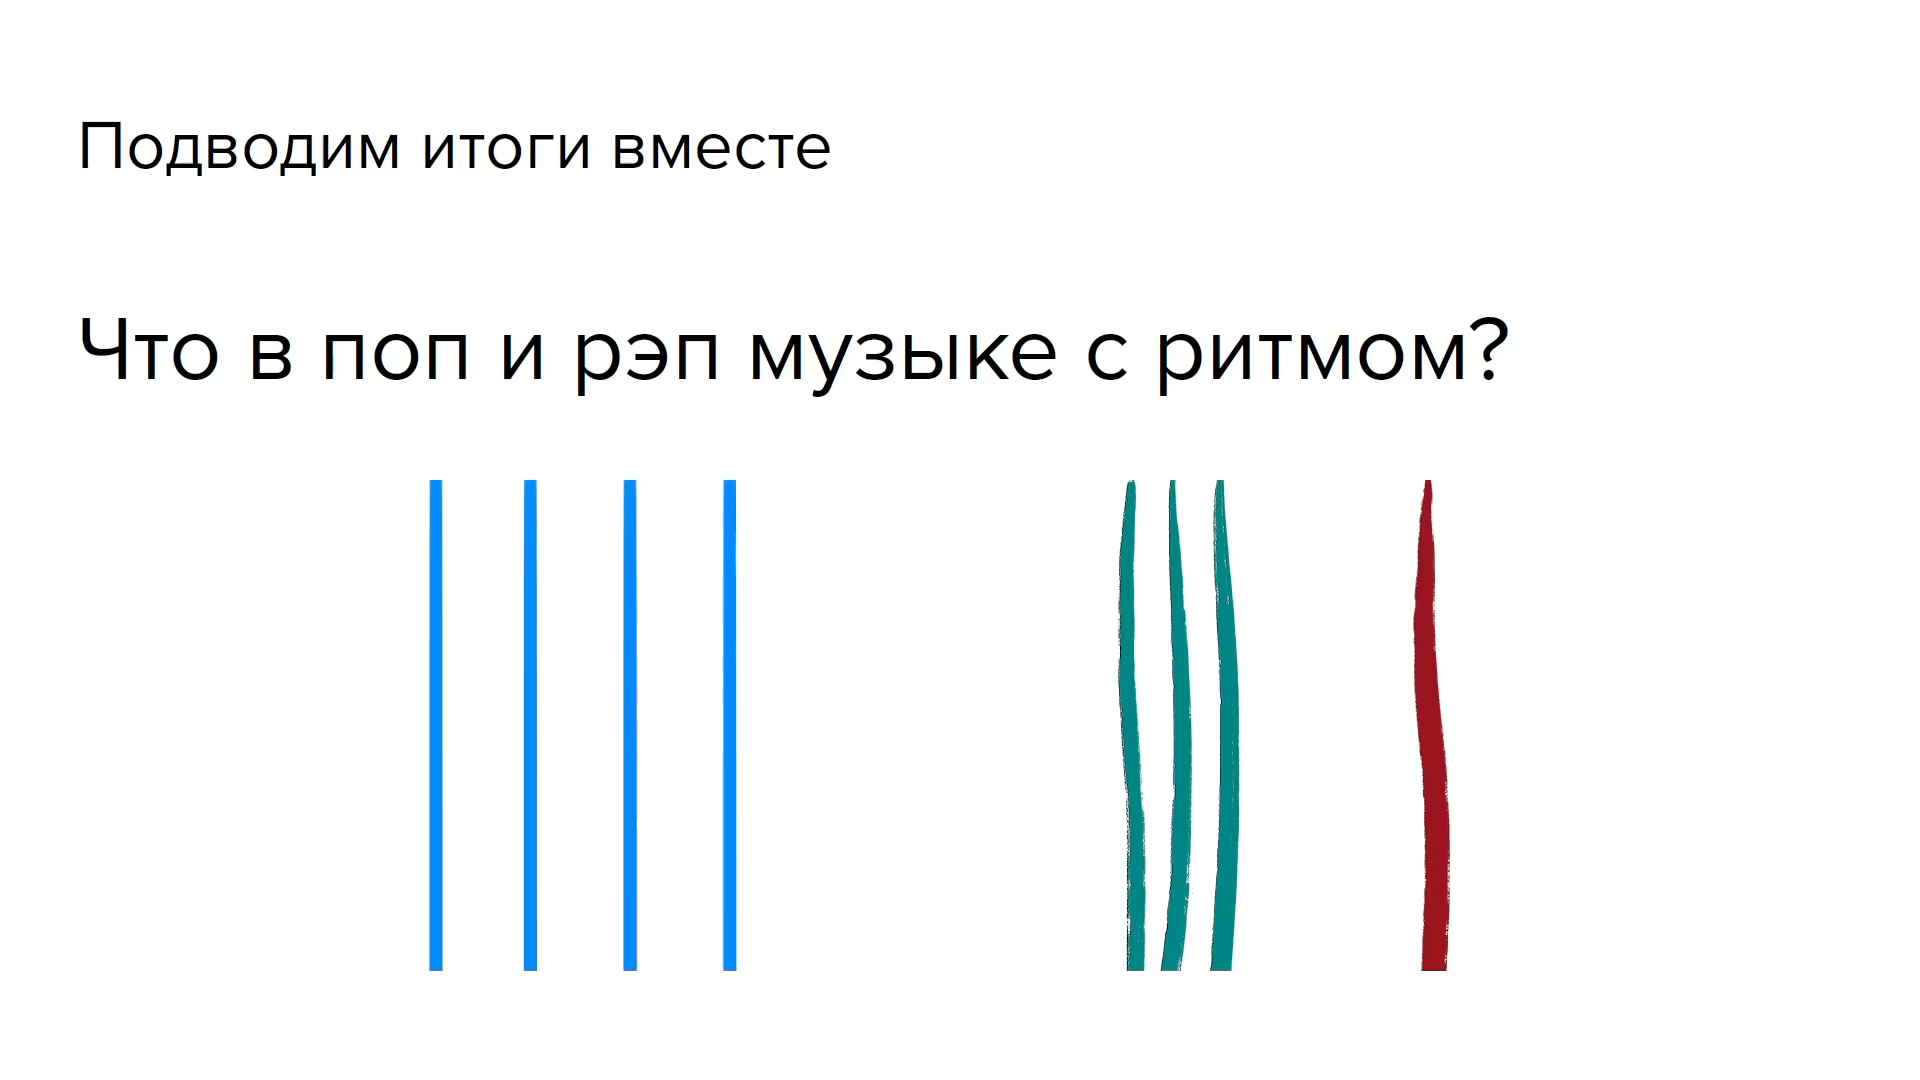 Подводим итоги вместе
Что в поп и рэп музыке с ритмом?